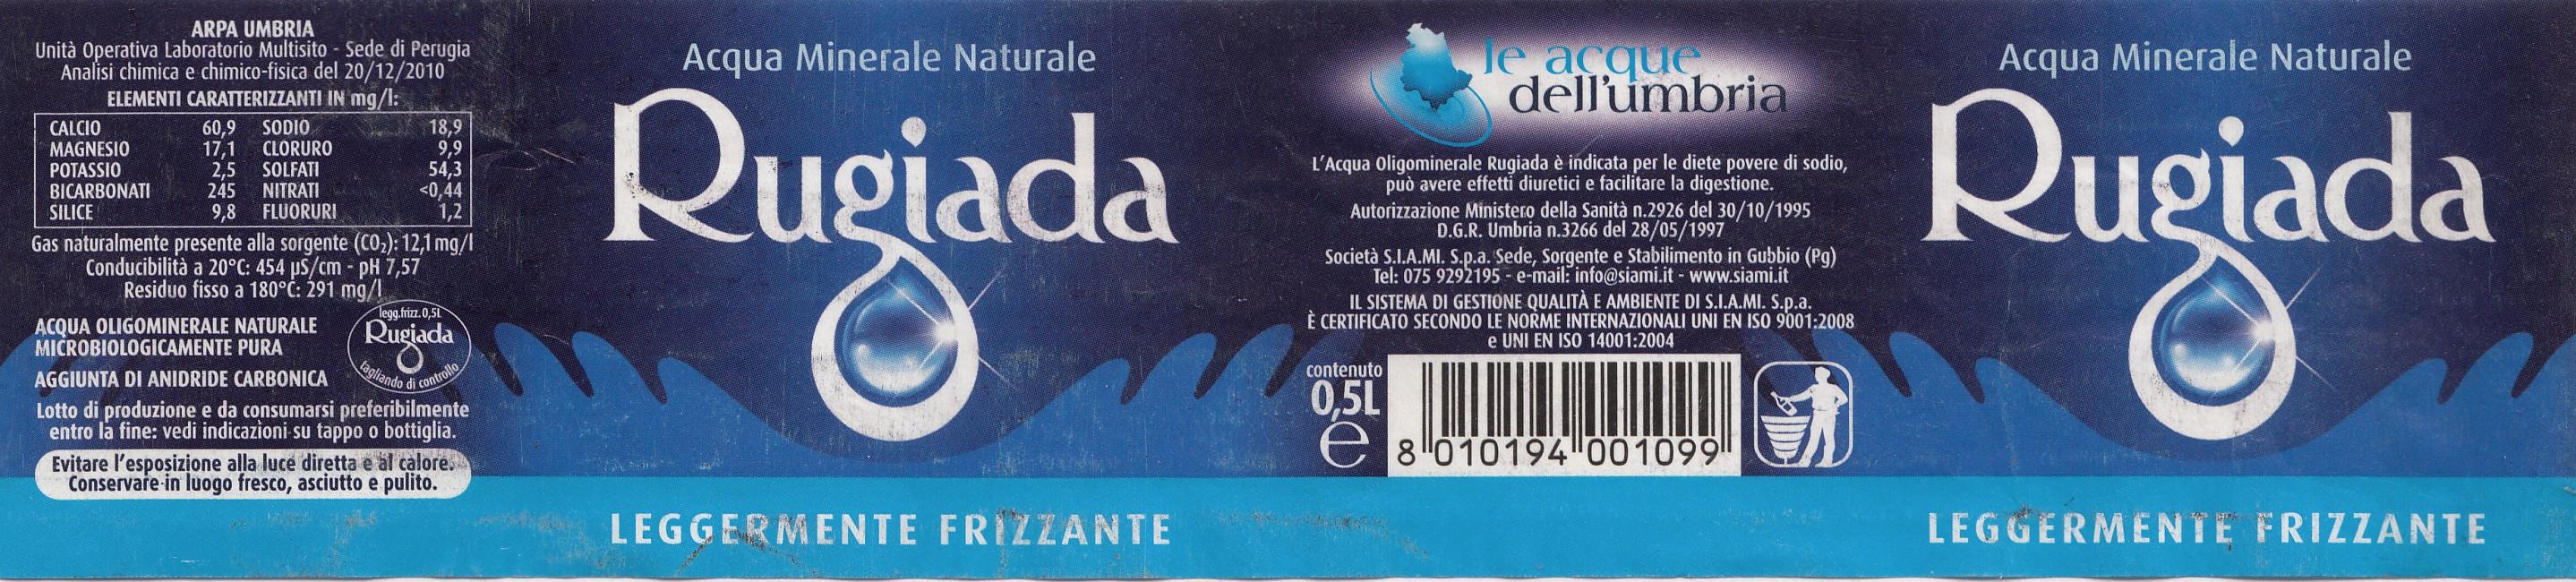 ARPA UMBRIA
Unità Operativa Laboratorio Multisito - Sede di Perugia
Analisi chimica e chimico-fisica del 20/12/2010
ELEMENTI CARATTERIZZANTI IN mg/l:
CALCIO 60,9 SODIO 18,9
MAGNESIO 17,1 CLORURO 9,9
POTASSIO 2,5 SOLFATI 54,3
BICARBONATI 245 NITRATI <0,44
SILICE 9,8 FLUORURI 1,2
Gas naturalmente presente alla sorgente (CO₂): 12,1 mg/l
Conducibilità a 20°C: 454 µS/cm - pH 7,57
Residuo fisso a 180°C: 291 mg/l
ACQUA OLIGOMINERALE NATURALE
MICROBIOLOGICAMENTE PURA
AGGIUNTA DI ANIDRIDE CARBONICA
legg.frizz. 0,5L
Rugiada
tagliando di controllo
Lotto di produzione e da consumarsi preferibilmente
entro la fine: vedi indicazioni su tappo o bottiglia.
Evitare l'esposizione alla luce diretta e al calore.
Conservare in luogo fresco, asciutto e pulito.
Acqua Minerale Naturale
Rugiada
LEGGERMENTE FRIZZANTE
le acque
dell'umbria
L'Acqua Oligominerale Rugiada è indicata per le diete povere di sodio,
può avere effetti diuretici e facilitare la digestione.
Autorizzazione Ministero della Sanità n.2926 del 30/10/1995
D.G.R. Umbria n.3266 del 28/05/1997
Società S.I.A.MI. S.p.a. Sede, Sorgente e Stabilimento in Gubbio (Pg)
Tel: 075 9292195 - e-mail: info@siami.it - www.siami.it
IL SISTEMA DI GESTIONE QUALITÀ E AMBIENTE DI S.I.A.MI. S.p.a.
È CERTIFICATO SECONDO LE NORME INTERNAZIONALI UNI EN ISO 9001:2008
e UNI EN ISO 14001:2004
contenuto
0,5L
e
8 010194 001099
Acqua Minerale Naturale
Rugiada
LEGGERMENTE FRIZZANTE